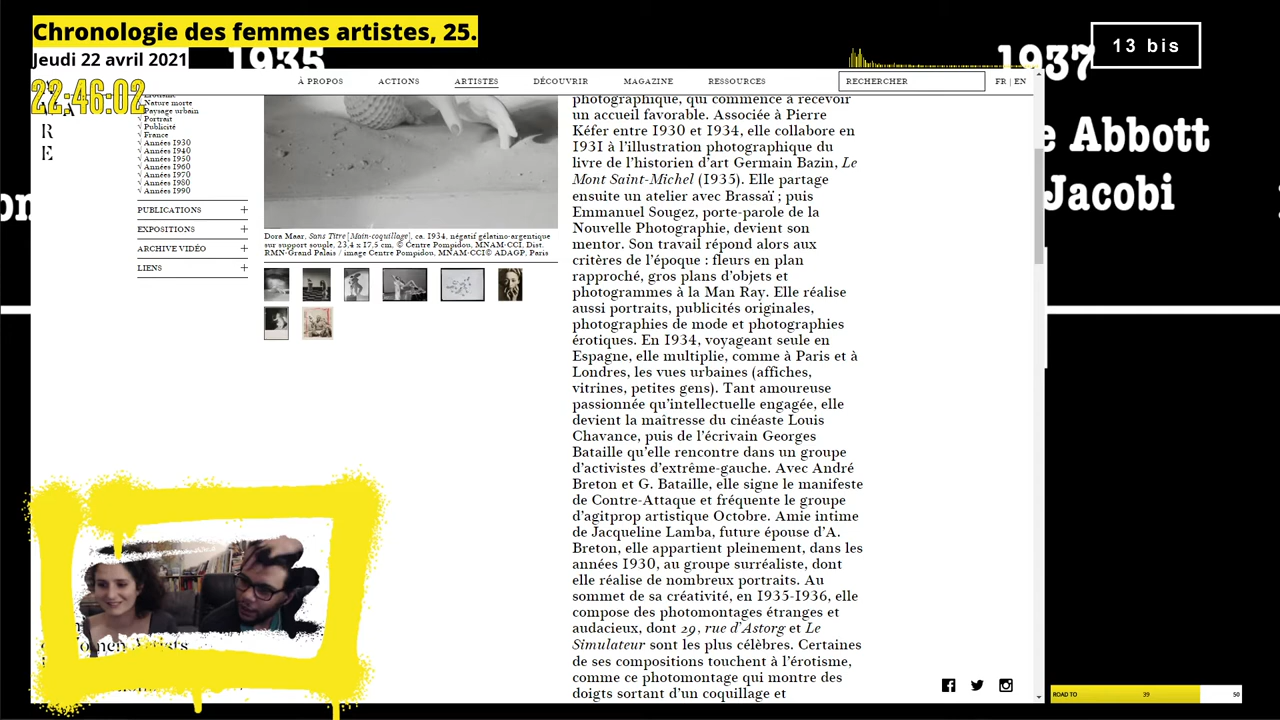 Chronologie des femmes artistes, 25.
Jeudi 22 avril 2021
22:46:02
1935
1937
13 bis
À PROPOS
ACTIONS
ARTISTES
DÉCOUVRIR
MAGAZINE
RESSOURCES
RECHERCHER
FR | EN
R
E
√ Nature morte
√ Paysage urbain
√ Portrait
√ Publicité
√ France
√ Années 1930
√ Années 1940
√ Années 1950
√ Années 1960
√ Années 1970
√ Années 1980
√ Années 1990
PUBLICATIONS +
EXPOSITIONS +
ARCHIVE VIDÉO +
LIENS +
Dora Maar, Sans Titre [Main-coquillage], ca. 1934, négatif gélatino-argentique
sur support souple, 23,4 x 17,5 cm, © Centre Pompidou, MNAM-CCI, Dist.
RMN-Grand Palais / image Centre Pompidou, MNAM-CCI© ADAGP, Paris
photographique, qui commence à recevoir
un accueil favorable. Associée à Pierre
Kéfer entre 1930 et 1934, elle collabore en
1931 à l'illustration photographique du
livre de l'historien d'art Germain Bazin, Le
Mont Saint-Michel (1935). Elle partage
ensuite un atelier avec Brassaï ; puis
Emmanuel Sougez, porte-parole de la
Nouvelle Photographie, devient son
mentor. Son travail répond alors aux
critères de l'époque : fleurs en plan
rapproché, gros plans d'objets et
photogrammes à la Man Ray. Elle réalise
aussi portraits, publicités originales,
photographies de mode et photographies
érotiques. En 1934, voyageant seule en
Espagne, elle multiplie, comme à Paris et à
Londres, les vues urbaines (affiches,
vitrines, petites gens). Tant amoureuse
passionnée qu'intellectuelle engagée, elle
devient la maîtresse du cinéaste Louis
Chavance, puis de l'écrivain Georges
Bataille qu'elle rencontre dans un groupe
d'activistes d'extrême-gauche. Avec André
Breton et G. Bataille, elle signe le manifeste
de Contre-Attaque et fréquente le groupe
d'agitprop artistique Octobre. Amie intime
de Jacqueline Lamba, future épouse d'A.
Breton, elle appartient pleinement, dans les
années 1930, au groupe surréaliste, dont
elle réalise de nombreux portraits. Au
sommet de sa créativité, en 1935-1936, elle
compose des photomontages étranges et
audacieux, dont 29, rue d'Astorg et Le
Simulateur sont les plus célèbres. Certaines
de ses compositions touchent à l'érotisme,
comme ce photomontage qui montre des
doigts sortant d'un coquillage et
e Abbott
Jacobi
on
omen Artists
ROAD TO
39
50